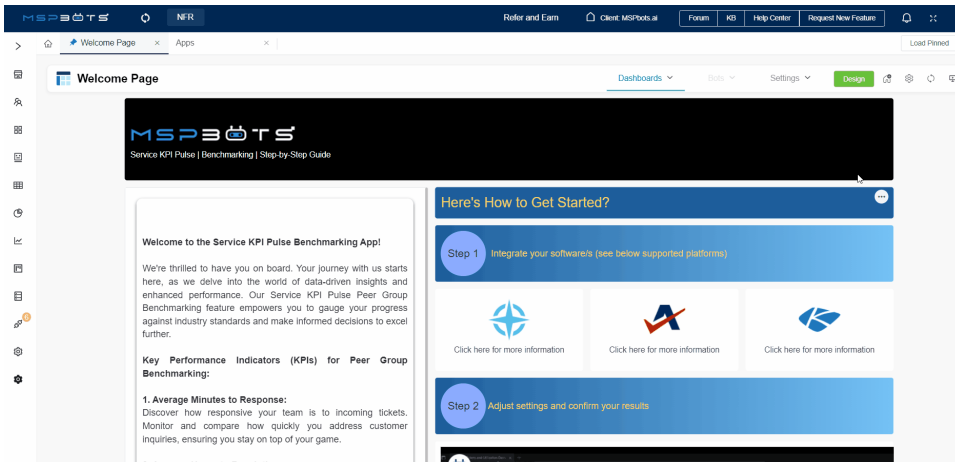 MSPBOTS
NFR
Refer and Earn
Client: MSPbots.ai
Forum
KB
Help Center
Request New Feature
Welcome Page
Apps
Load Pinned
Welcome Page
Dashboards
Bots
Settings
Design
MSPBOTS
Service KPI Pulse | Benchmarking | Step-by-Step Guide
Welcome to the Service KPI Pulse Benchmarking App!
We're thrilled to have you on board. Your journey with us starts
here, as we delve into the world of data-driven insights and
enhanced performance. Our Service KPI Pulse Peer Group
Benchmarking feature empowers you to gauge your progress
against industry standards and make informed decisions to excel
further.
Key Performance Indicators (KPIs) for Peer Group
Benchmarking:
1. Average Minutes to Response:
Discover how responsive your team is to incoming tickets.
Monitor and compare how quickly you address customer
inquiries, ensuring you stay on top of your game.
Here's How to Get Started?
Step 1
Integrate your software/s (see below supported platforms)
Click here for more information
Click here for more information
Click here for more information
Step 2
Adjust settings and confirm your results